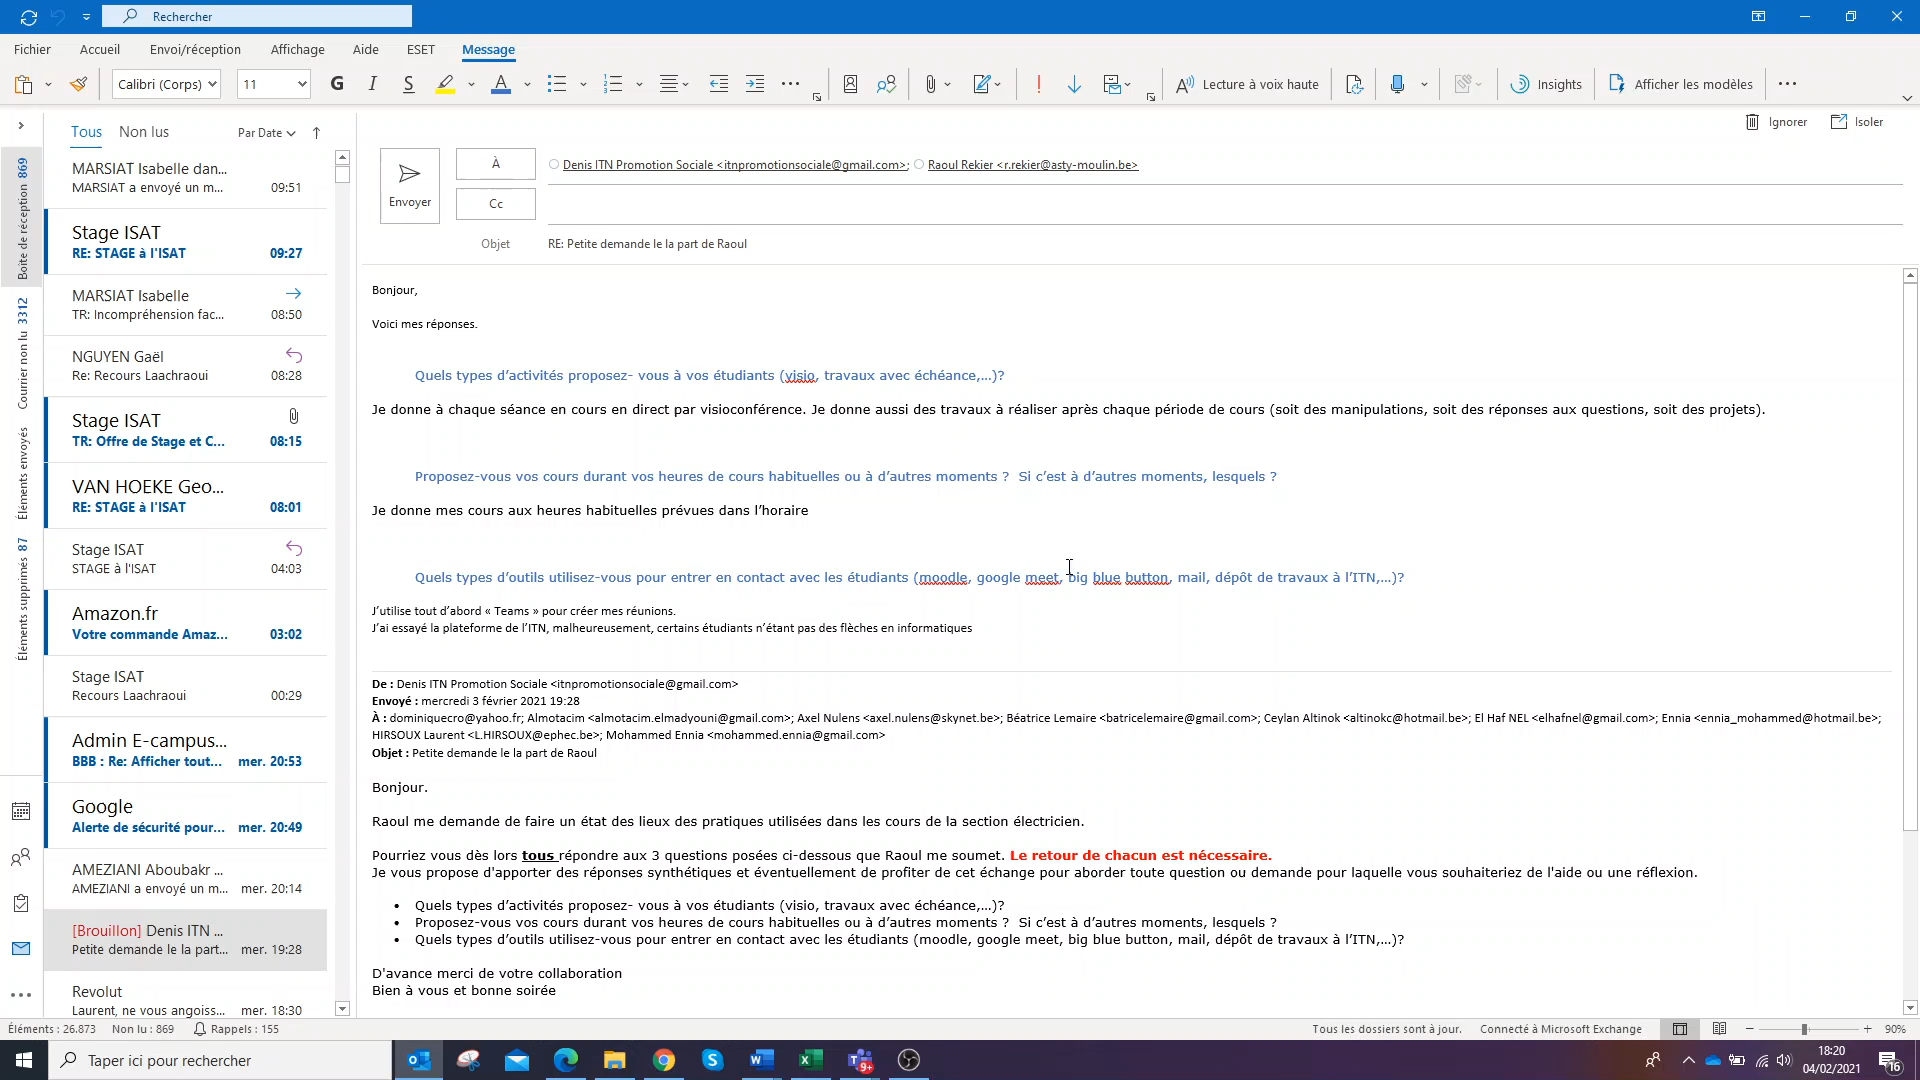 Rechercher
Fichier Accueil Envoi/réception Affichage Aide ESET Message
Calibri (Corps) 11 G I S A Lecture à voix haute Insights Afficher les modèles
Tous Non lus Par Date
Ignorer Isoler
Boîte de réception 869
Courrier non lu 3312
Éléments envoyés
Éléments supprimés 87
MARSIAT Isabelle dan...
MARSIAT a envoyé un m... 09:51
Stage ISAT
RE: STAGE à l'ISAT 09:27
MARSIAT Isabelle
TR: Incompréhension fac... 08:50
NGUYEN Gaël
Re: Recours Laachraoui 08:28
Stage ISAT
TR: Offre de Stage et C... 08:15
VAN HOEKE Geo...
RE: STAGE à l'ISAT 08:01
Stage ISAT
STAGE à l'ISAT 04:03
Amazon.fr
Votre commande Amaz... 03:02
Stage ISAT
Recours Laachraoui 00:29
Admin E-campus...
BBB : Re: Afficher tout... mer. 20:53
Google
Alerte de sécurité pour... mer. 20:49
AMEZIANI Aboubakr ...
AMEZIANI a envoyé un m... mer. 20:14
[Brouillon] Denis ITN ...
Petite demande le la part... mer. 19:28
Revolut
Laurent, ne vous angoiss... mer. 18:30
Envoyer
À Denis ITN Promotion Sociale <itnpromotionsociale@gmail.com>; Raoul Rekier <r.rekier@asty-moulin.be>
Cc
Objet RE: Petite demande le la part de Raoul
Bonjour,
Voici mes réponses.
Quels types d’activités proposez- vous à vos étudiants (visio, travaux avec échéance,...)?
Je donne à chaque séance en cours en direct par visioconférence. Je donne aussi des travaux à réaliser après chaque période de cours (soit des manipulations, soit des réponses aux questions, soit des projets).
Proposez-vous vos cours durant vos heures de cours habituelles ou à d’autres moments ?  Si c’est à d’autres moments, lesquels ?
Je donne mes cours aux heures habituelles prévues dans l’horaire
Quels types d’outils utilisez-vous pour entrer en contact avec les étudiants (moodle, google meet, big blue button, mail, dépôt de travaux à l’ITN,...)?
J’utilise tout d’abord « Teams » pour créer mes réunions.
J’ai essayé la plateforme de l’ITN, malheureusement, certains étudiants n’étant pas des flèches en informatiques
De : Denis ITN Promotion Sociale <itnpromotionsociale@gmail.com>
Envoyé : mercredi 3 février 2021 19:28
À : dominiquecro@yahoo.fr; Almotacim <almotacim.elmadyouni@gmail.com>; Axel Nulens <axel.nulens@skynet.be>; Béatrice Lemaire <batricelemaire@gmail.com>; Ceylan Altinok <altinokc@hotmail.be>; El Haf NEL <elhafnel@gmail.com>; Ennia <ennia_mohammed@hotmail.be>;
HIRSOUX Laurent <L.HIRSOUX@ephec.be>; Mohammed Ennia <mohammed.ennia@gmail.com>
Objet : Petite demande le la part de Raoul
Bonjour.
Raoul me demande de faire un état des lieux des pratiques utilisées dans les cours de la section électricien.
Pourriez vous dès lors tous répondre aux 3 questions posées ci-dessous que Raoul me soumet. Le retour de chacun est nécessaire.
Je vous propose d'apporter des réponses synthétiques et éventuellement de profiter de cet échange pour aborder toute question ou demande pour laquelle vous souhaiteriez de l'aide ou une réflexion.
• Quels types d’activités proposez- vous à vos étudiants (visio, travaux avec échéance,...)?
• Proposez-vous vos cours durant vos heures de cours habituelles ou à d’autres moments ?  Si c’est à d’autres moments, lesquels ?
• Quels types d’outils utilisez-vous pour entrer en contact avec les étudiants (moodle, google meet, big blue button, mail, dépôt de travaux à l’ITN,...)?
D'avance merci de votre collaboration
Bien à vous et bonne soirée
Éléments : 26.873 Non lu : 869 Rappels : 155 Tous les dossiers sont à jour. Connecté à Microsoft Exchange 90%
Taper ici pour rechercher
9+
18:20
04/02/2021
16